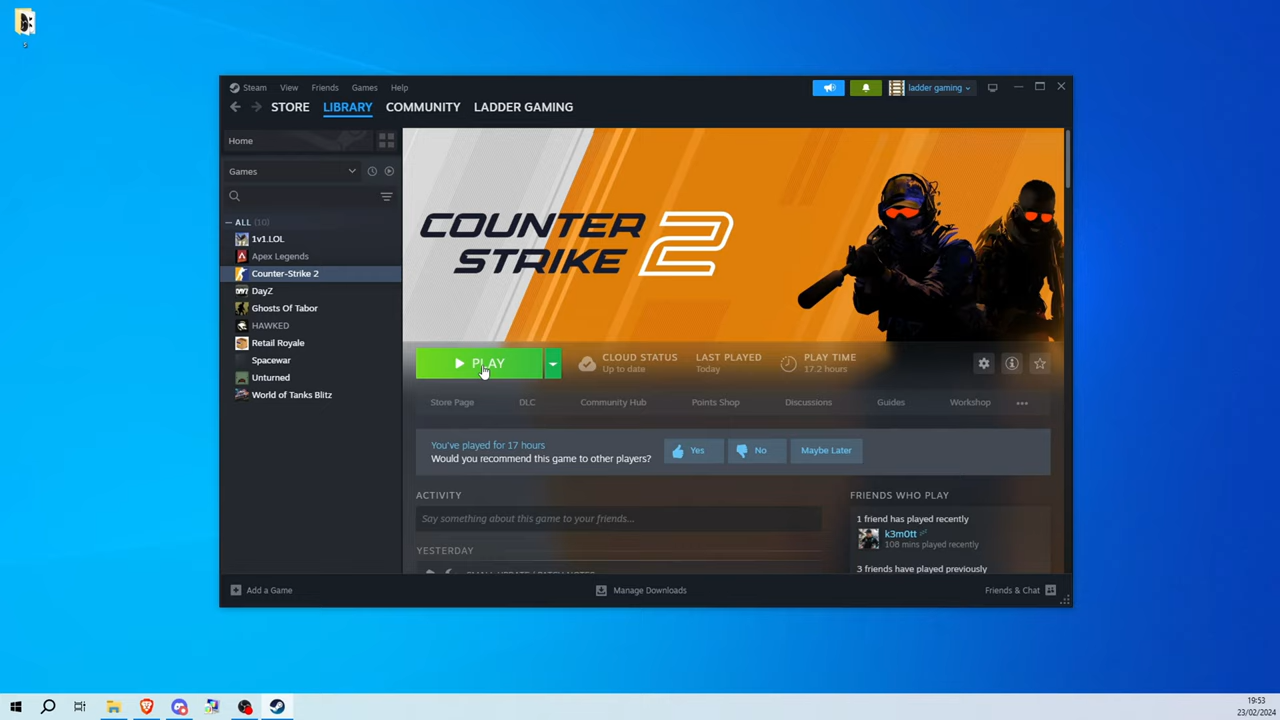 s
Steam View Friends Games Help
ladder gaming
STORE LIBRARY COMMUNITY LADDER GAMING
Home
Games
ALL (10)
1v1.LOL
Apex Legends
Counter-Strike 2
DayZ
Ghosts Of Tabor
HAWKED
Retail Royale
Spacewar
Unturned
World of Tanks Blitz
COUNTER
STRIKE 2
PLAY
CLOUD STATUS
Up to date
LAST PLAYED
Today
PLAY TIME
17.2 hours
Store Page DLC Community Hub Points Shop Discussions Guides Workshop
You've played for 17 hours
Would you recommend this game to other players?
Yes No Maybe Later
ACTIVITY
Say something about this game to your friends...
YESTERDAY
SMALL UPDATE / PATCH NOTES
FRIENDS WHO PLAY
1 friend has played recently
k3m0tt
108 mins played recently
3 friends have played previously
Add a Game
Manage Downloads
Friends & Chat
19:53
23/02/2024